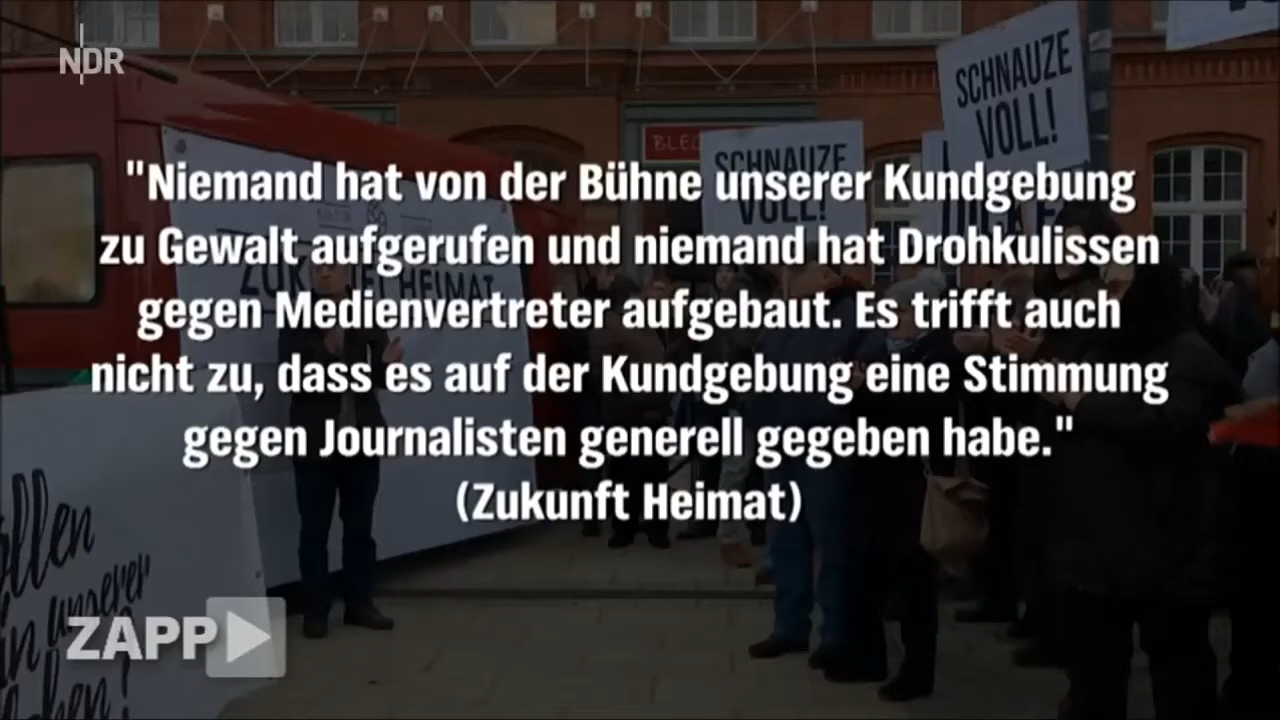 NDR
SCHNAUZE
VOLL!
SCHNAUZE
VOLL!
"Niemand hat von der Bühne unserer Kundgebung
zu Gewalt aufgerufen und niemand hat Drohkulissen
gegen Medienvertreter aufgebaut. Es trifft auch
nicht zu, dass es auf der Kundgebung eine Stimmung
gegen Journalisten generell gegeben habe."
(Zukunft Heimat)
HEIMAT
unserer
ZAPP